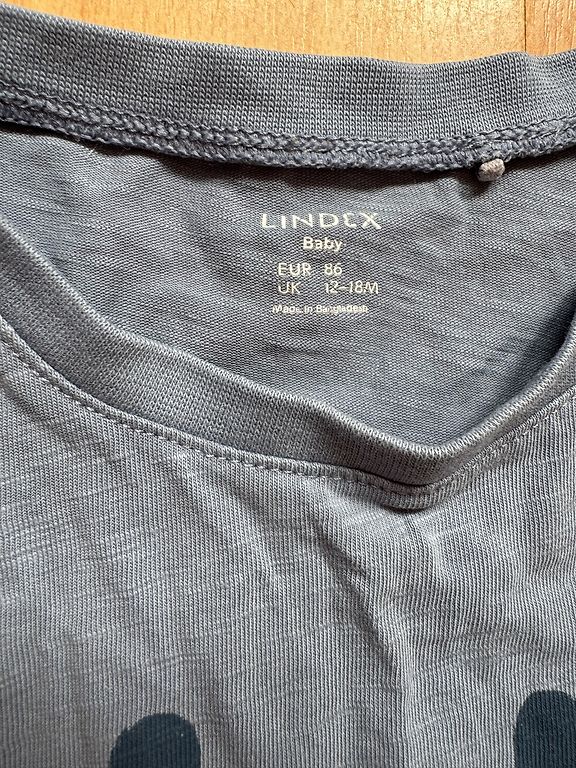 LINDEX
Baby
EUR 86
UK 12-18M
Made in Bangladesh